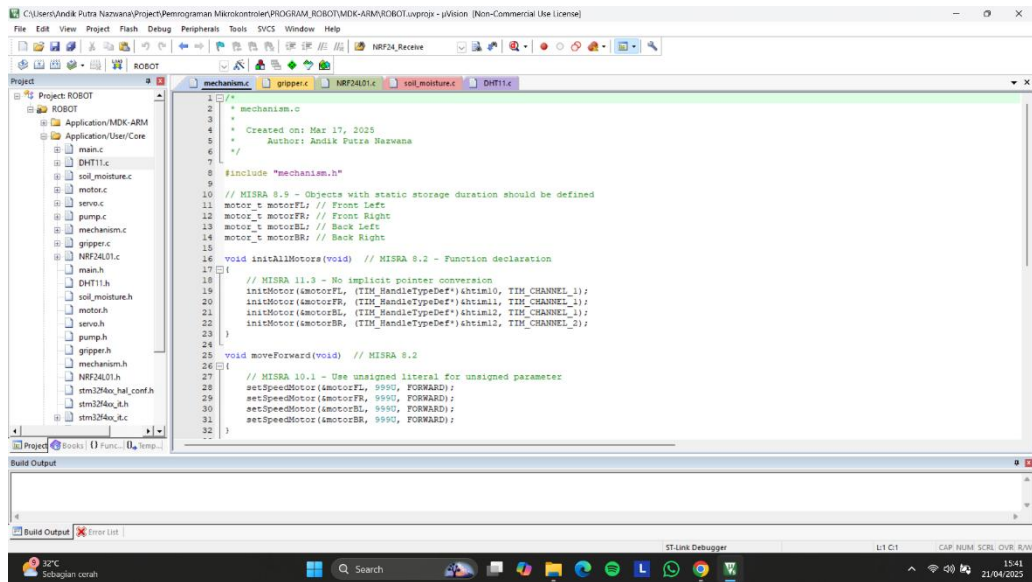 C:\Users\Andik Putra Nazwana\Project\Pemrograman Mikrokontroler\PROGRAM_ROBOT\MDK-ARM\ROBOT.uvprojx - µVision [Non-Commercial Use License]
File Edit View Project Flash Debug Peripherals Tools SVCS Window Help
NRF24_Receive
ROBOT
Project
mechanism.c gripper.c NRF24L01.c soil_moisture.c DHT11.c
Project: ROBOT
ROBOT
Application/MDK-ARM
Application/User/Core
main.c
DHT11.c
soil_moisture.c
motor.c
servo.c
pump.c
mechanism.c
gripper.c
NRF24L01.c
main.h
DHT11.h
soil_moisture.h
motor.h
servo.h
pump.h
gripper.h
mechanism.h
NRF24L01.h
stm32f4xx_hal_conf.h
stm32f4xx_it.h
stm32f4xx_it.c
1 /*
2 * mechanism.c
3 *
4 * Created on: Mar 17, 2025
5 * Author: Andik Putra Nazwana
6 */
7
8 #include "mechanism.h"
9
10 // MISRA 8.9 - Objects with static storage duration should be defined
11 motor_t motorFL; // Front Left
12 motor_t motorFR; // Front Right
13 motor_t motorBL; // Back Left
14 motor_t motorBR; // Back Right
15
16 void initAllMotors(void) // MISRA 8.2 - Function declaration
17 {
18 // MISRA 11.3 - No implicit pointer conversion
19 initMotor(&motorFL, (TIM_HandleTypeDef*)&htim10, TIM_CHANNEL_1);
20 initMotor(&motorFR, (TIM_HandleTypeDef*)&htim11, TIM_CHANNEL_1);
21 initMotor(&motorBL, (TIM_HandleTypeDef*)&htim12, TIM_CHANNEL_1);
22 initMotor(&motorBR, (TIM_HandleTypeDef*)&htim12, TIM_CHANNEL_2);
23 }
24
25 void moveForward(void) // MISRA 8.2
26 {
27 // MISRA 10.1 - Use unsigned literal for unsigned parameter
28 setSpeedMotor(&motorFL, 999U, FORWARD);
29 setSpeedMotor(&motorFR, 999U, FORWARD);
30 setSpeedMotor(&motorBL, 999U, FORWARD);
31 setSpeedMotor(&motorBR, 999U, FORWARD);
32 }
Project Books {} Func... Temp...
Build Output
Build Output Error List
ST-Link Debugger L:1 C:1 CAP NUM SCRL OVR R/W
32°C
Sebagian cerah
Search
15:41
21/04/2025